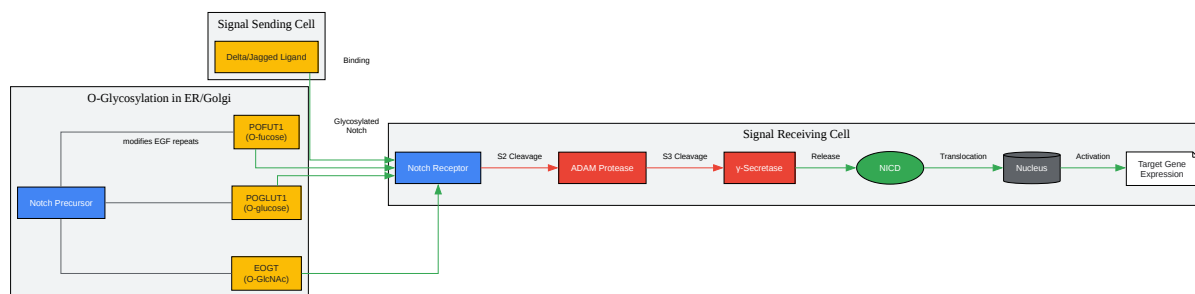 Signal Sending Cell
Delta/Jagged Ligand
Binding
O-Glycosylation in ER/Golgi
POFUT1
(O-fucose)
modifies EGF repeats
Notch Precursor
POGLUT1
(O-glucose)
EOGT
(O-GlcNAc)
Glycosylated
Notch
Signal Receiving Cell
Notch Receptor
S2 Cleavage
ADAM Protease
S3 Cleavage
γ-Secretase
Release
NICD
Translocation
Nucleus
Activation
Target Gene
Expression